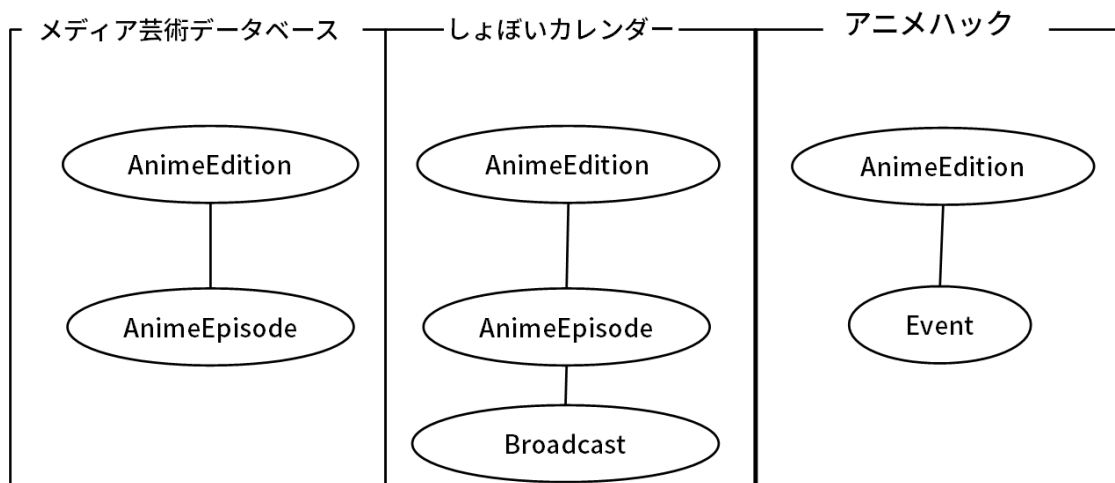 メディア芸術データベース
しょぼいカレンダー
アニメハック
AnimeEdition
AnimeEdition
AnimeEdition
AnimeEpisode
AnimeEpisode
Event
Broadcast